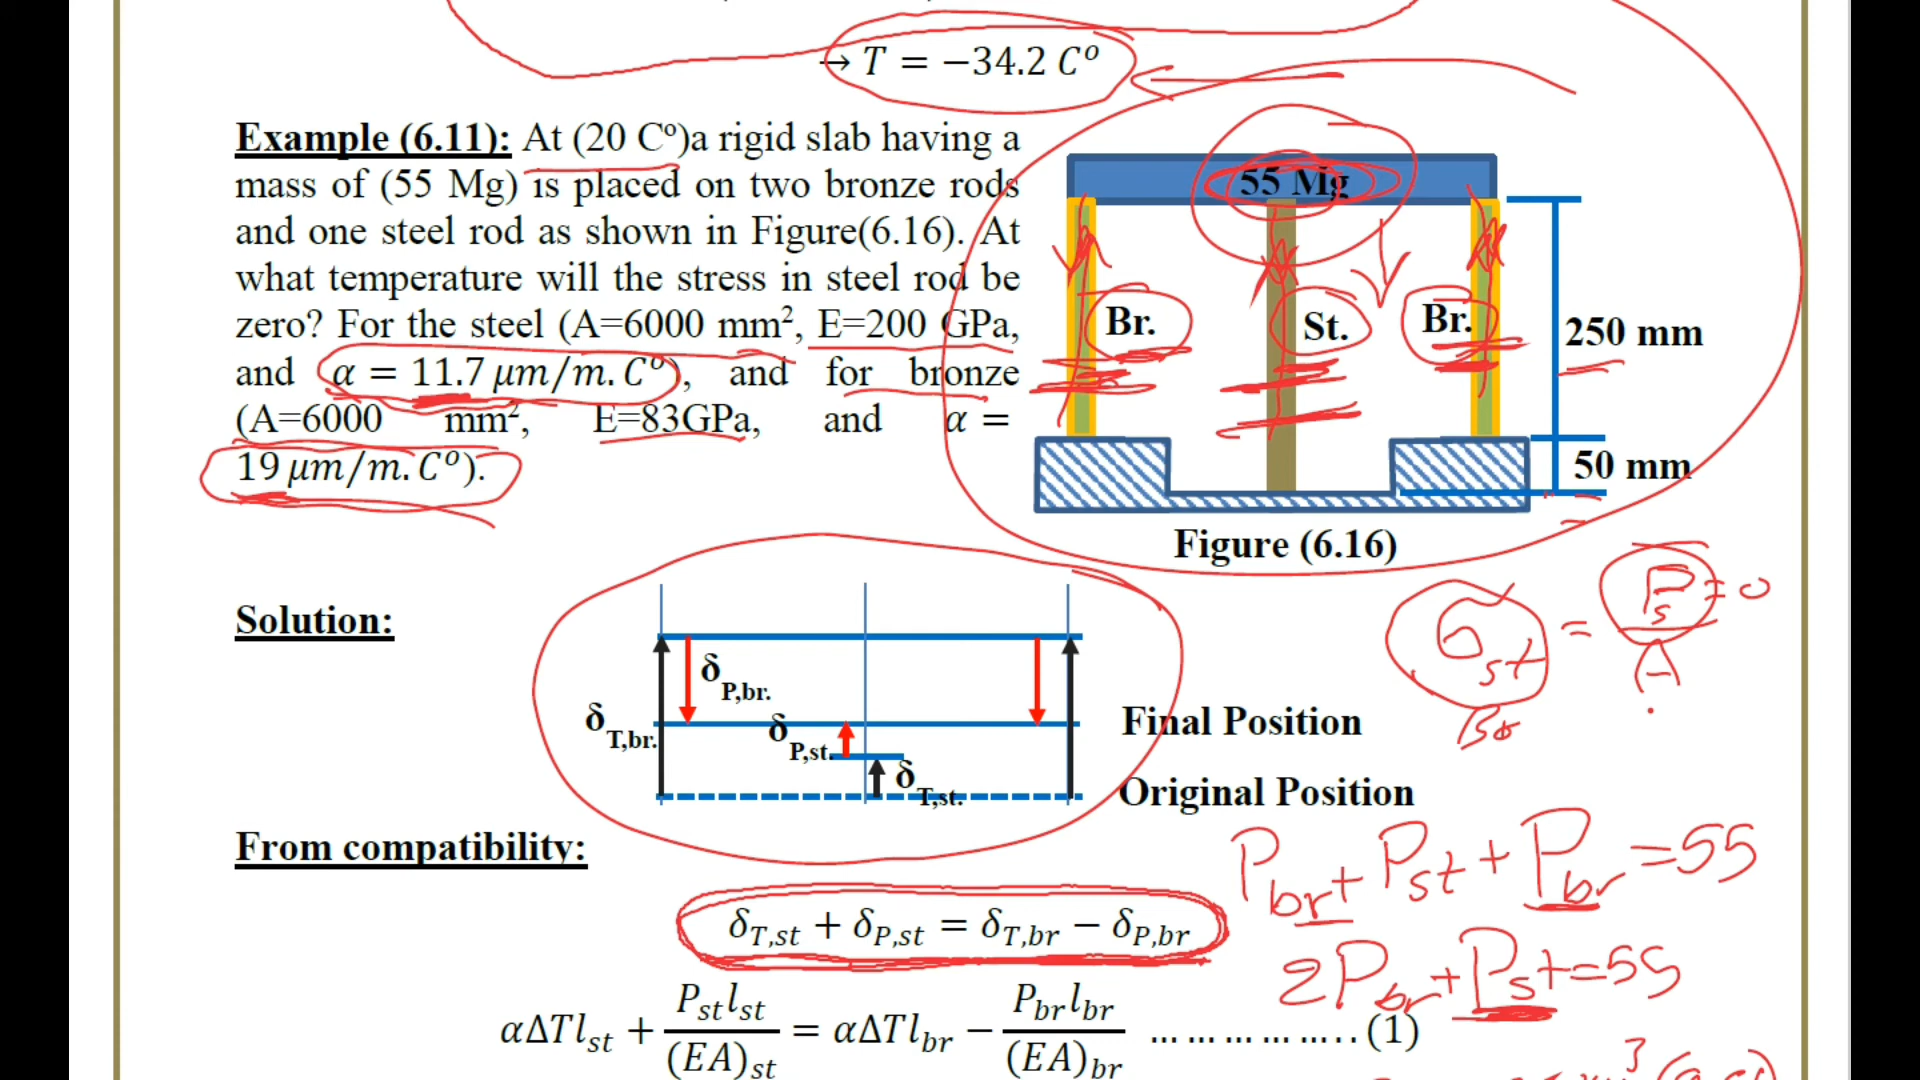 → T = −34.2 Cº
Example (6.11): At (20 Cº)a rigid slab having a
mass of (55 Mg) is placed on two bronze rods
and one steel rod as shown in Figure(6.16). At
what temperature will the stress in steel rod be
zero? For the steel (A=6000 mm², E=200 GPa,
and α = 11.7 μm/m. Cº), and for bronze
(A=6000 mm², E=83GPa, and α =
19 μm/m. Cº).
55 Mg
Br.
St.
Br.
250 mm
50 mm
Figure (6.16)
σst = Ps = 0
A
Br
Solution:
δP,br.
δT,br.
δP,st.
δT,st.
Final Position
Original Position
From compatibility:
Pbr + Pst + Pbr = 55
δT,st + δP,st = δT,br − δP,br
2Pbr + Pst = 55
αΔTlst + Pstlst/(EA)st = αΔTlbr − Pbrlbr/(EA)br … … … … … . . (1)